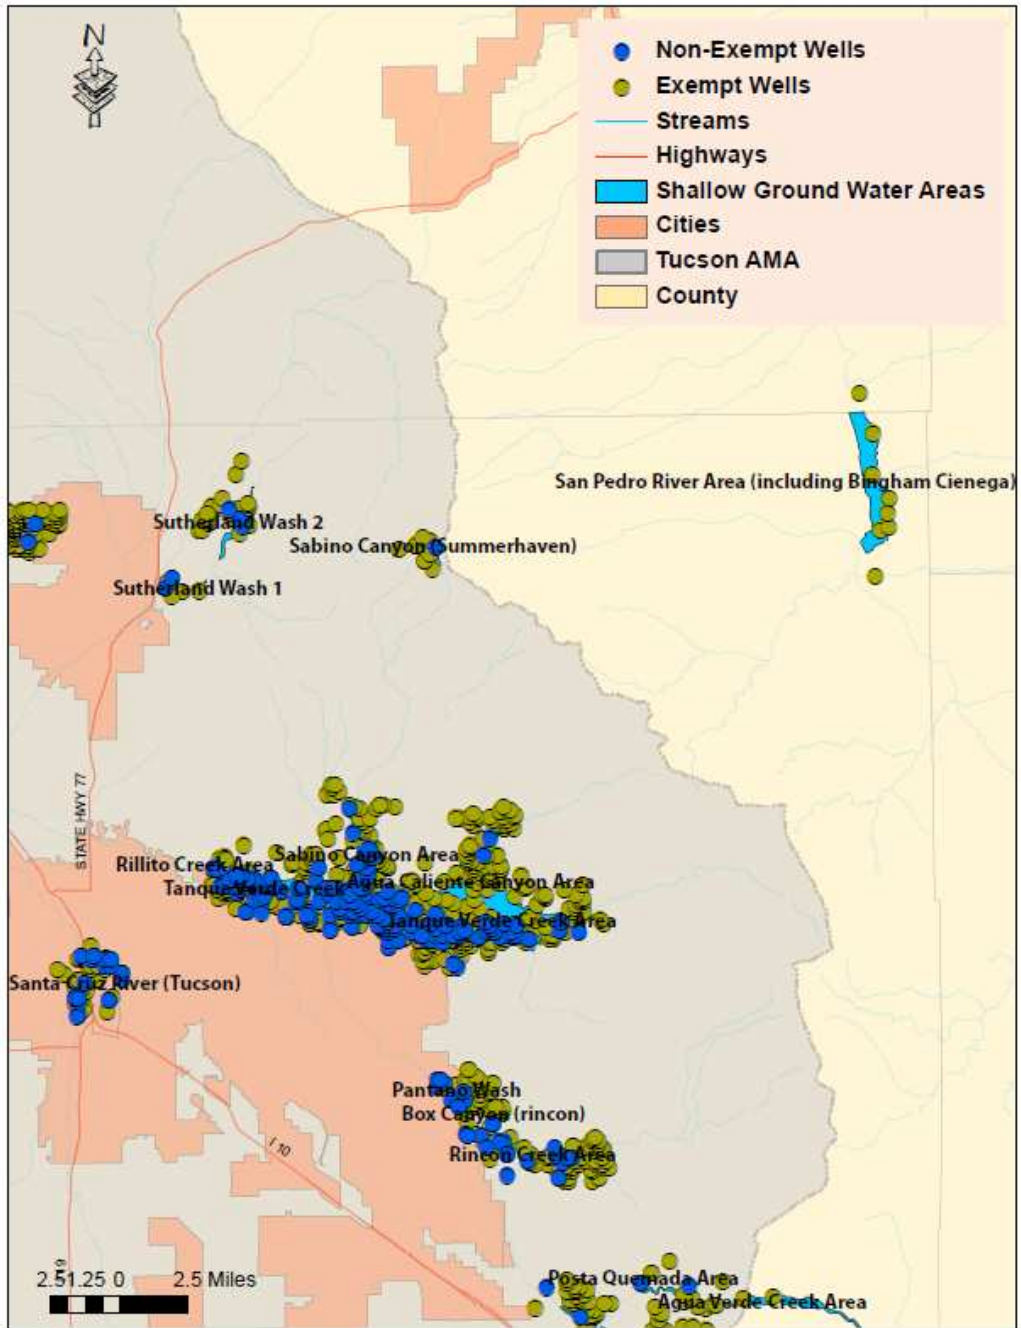 N
Non-Exempt Wells
Exempt Wells
Streams
Highways
Shallow Ground Water Areas
Cities
Tucson AMA
County
San Pedro River Area (including Bingham Cienega)
Sutherland Wash 2
Sabino Canyon (Summerhaven)
Sutherland Wash 1
STATE HWY 77
Sabino Canyon Area
Rillito Creek Area
Agua Caliente Canyon Area
Tanque Verde Creek
Tanque Verde Creek Area
Santa Cruz River (Tucson)
Pantano Wash
Box Canyon (rincon)
I 10
Rincon Creek Area
Posta Quemada Area
2.51.25 0 2.5 Miles
Agua Verde Creek Area